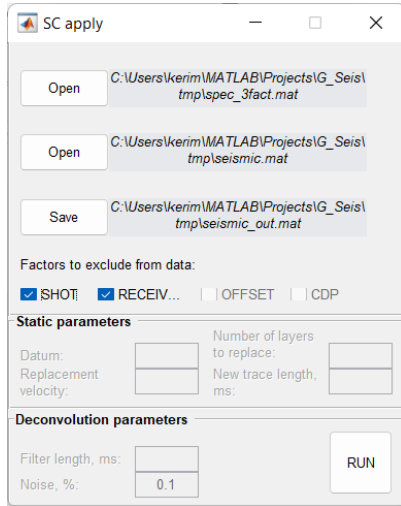 SC apply
Open
C:\Users\kerim\MATLAB\Projects\G_Seis\
tmp\spec_3fact.mat
Open
C:\Users\kerim\MATLAB\Projects\G_Seis\
tmp\seismic.mat
Save
C:\Users\kerim\MATLAB\Projects\G_Seis\
tmp\seismic_out.mat
Factors to exclude from data:
SHOT RECEIV... OFFSET CDP
Static parameters
Datum:
Number of layers
to replace:
Replacement
velocity:
New trace length,
ms:
Deconvolution parameters
Filter length, ms:
Noise, %: 0.1
RUN